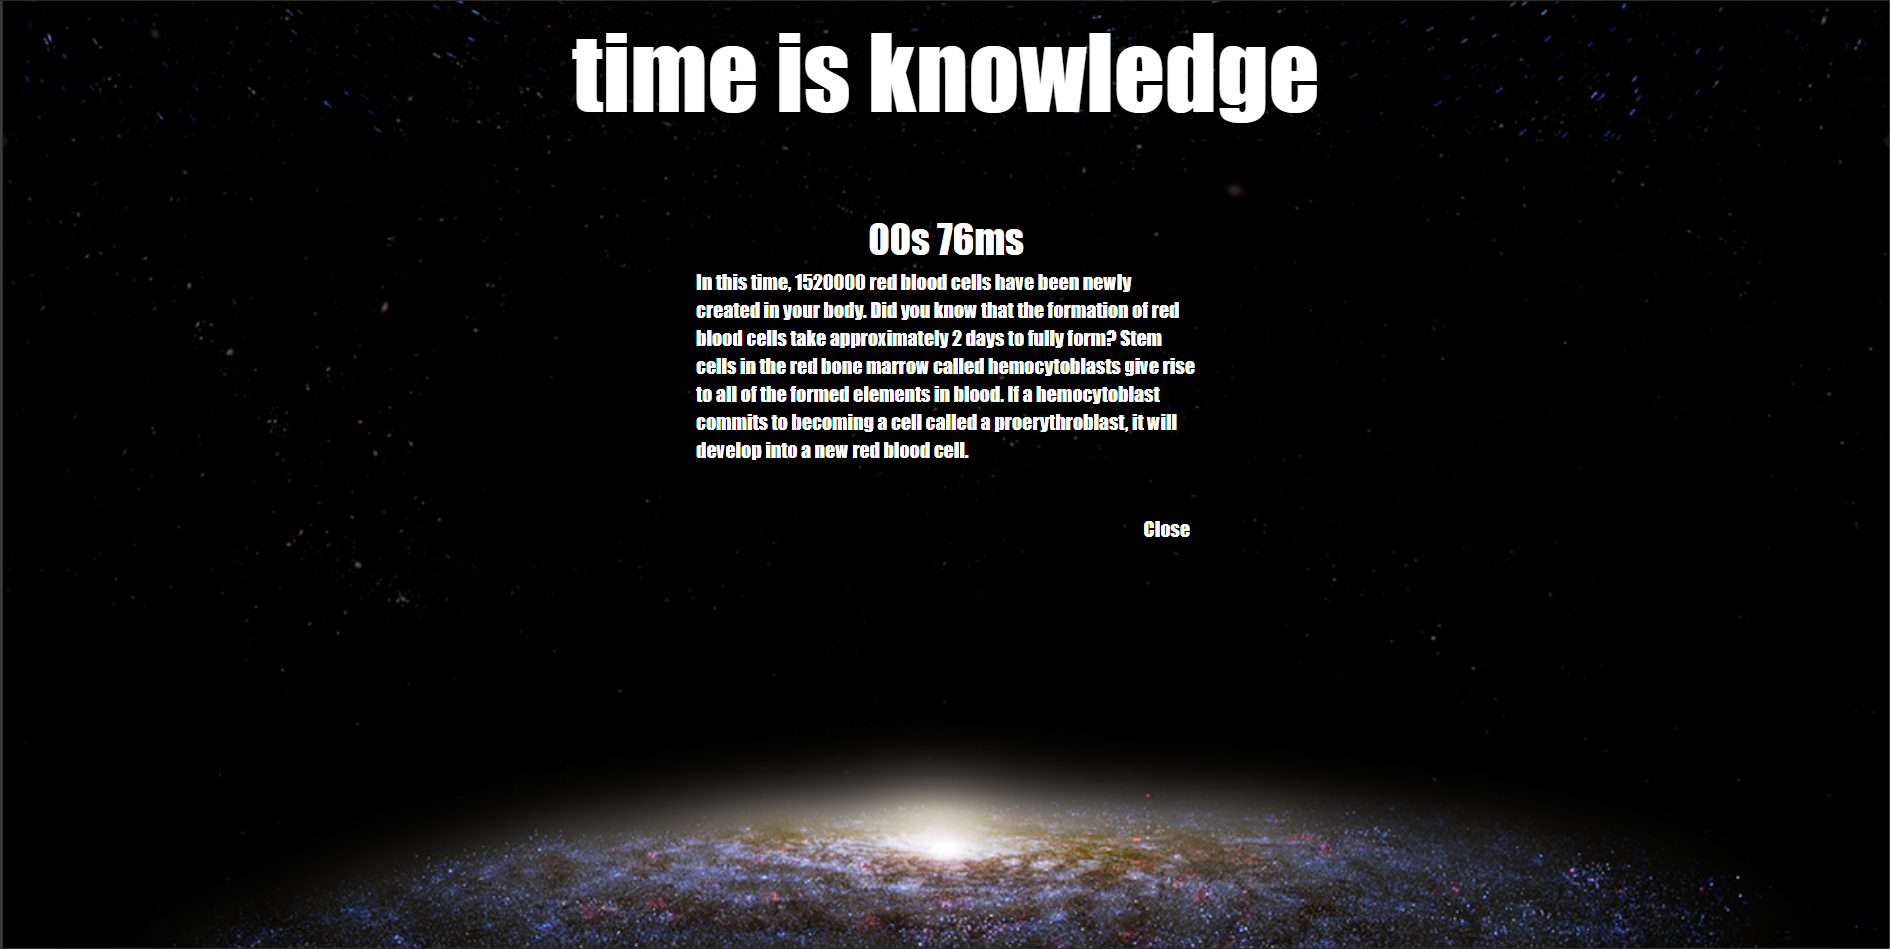 time is knowledge
00s 76ms
In this time, 1520000 red blood cells have been newly
created in your body. Did you know that the formation of red
blood cells take approximately 2 days to fully form? Stem
cells in the red bone marrow called hemocytoblasts give rise
to all of the formed elements in blood. If a hemocytoblast
commits to becoming a cell called a proerythroblast, it will
develop into a new red blood cell.
Close